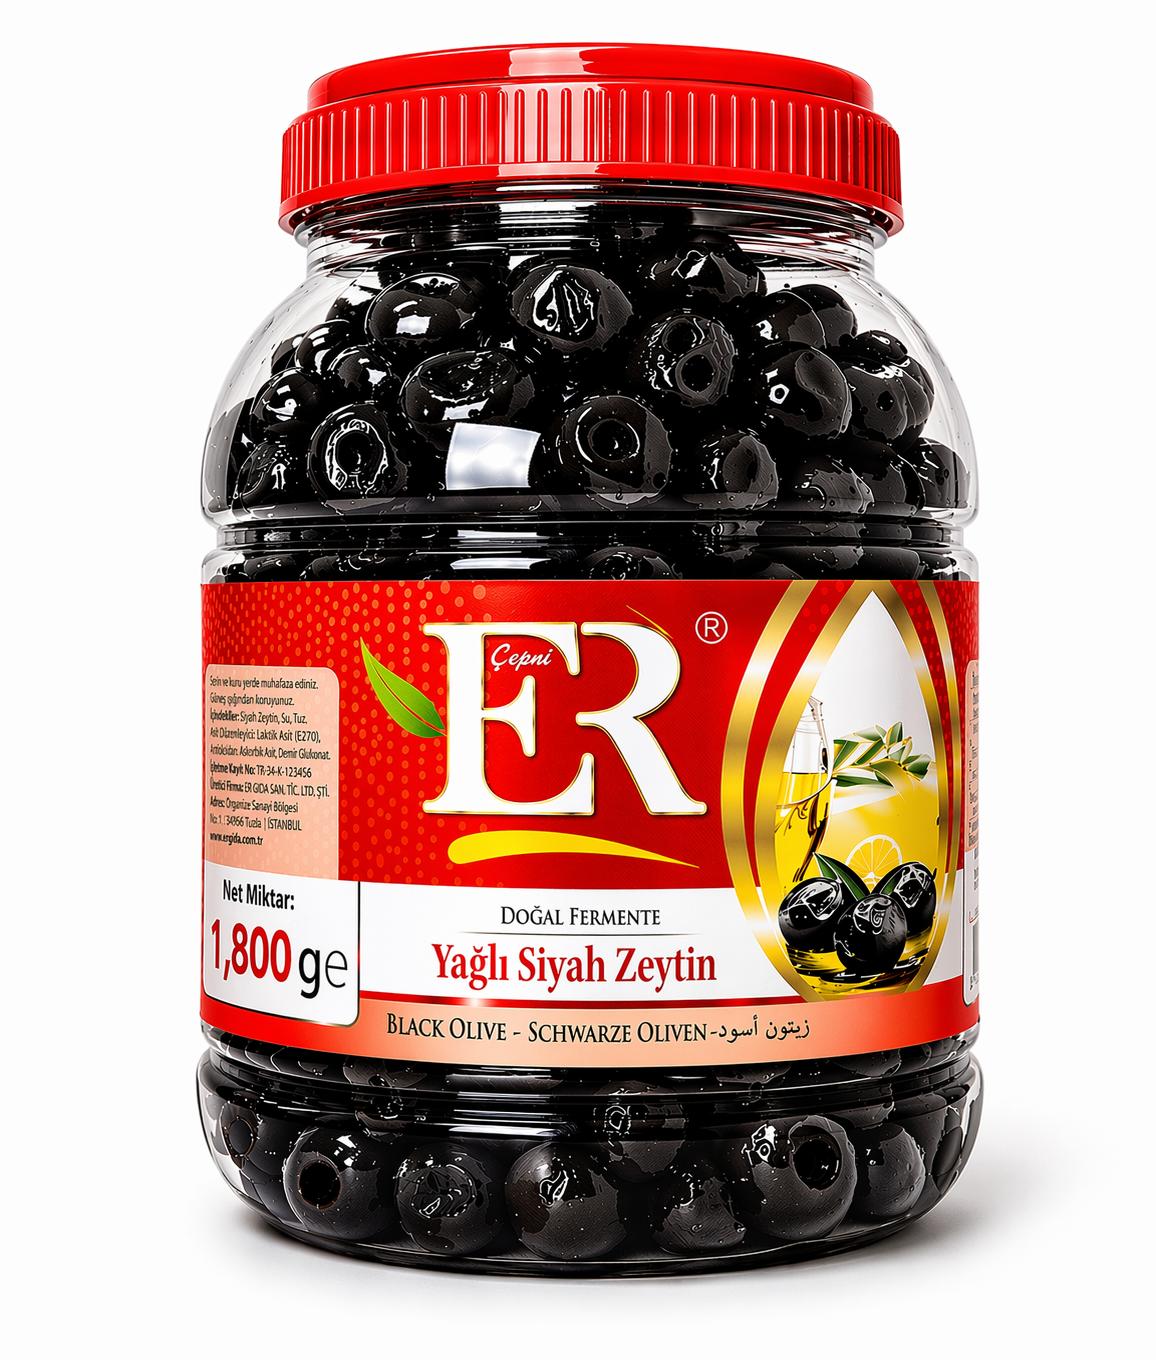 Çepni
ER ®
Serin ve kuru yerde muhafaza ediniz.
Güneş ışığından koruyunuz.
İçindekiler: Siyah Zeytin, Su, Tuz.
Asit Düzenleyici: Laktik Asit (E270),
Antioksidan: Askorbik Asit, Demir Glukonat.
İşletme Kayıt No: TR-34-K-123456
Üretici Firma: ER GIDA SAN. TİC. LTD. ŞTİ.
Adres: Organize Sanayi Bölgesi
No: 1 34956 Tuzla | İSTANBUL
www.ergida.com.tr
Net Miktar:
1,800 g e
DOĞAL FERMENTE
Yağlı Siyah Zeytin
BLACK OLIVE - SCHWARZE OLIVEN - زيتون أسود